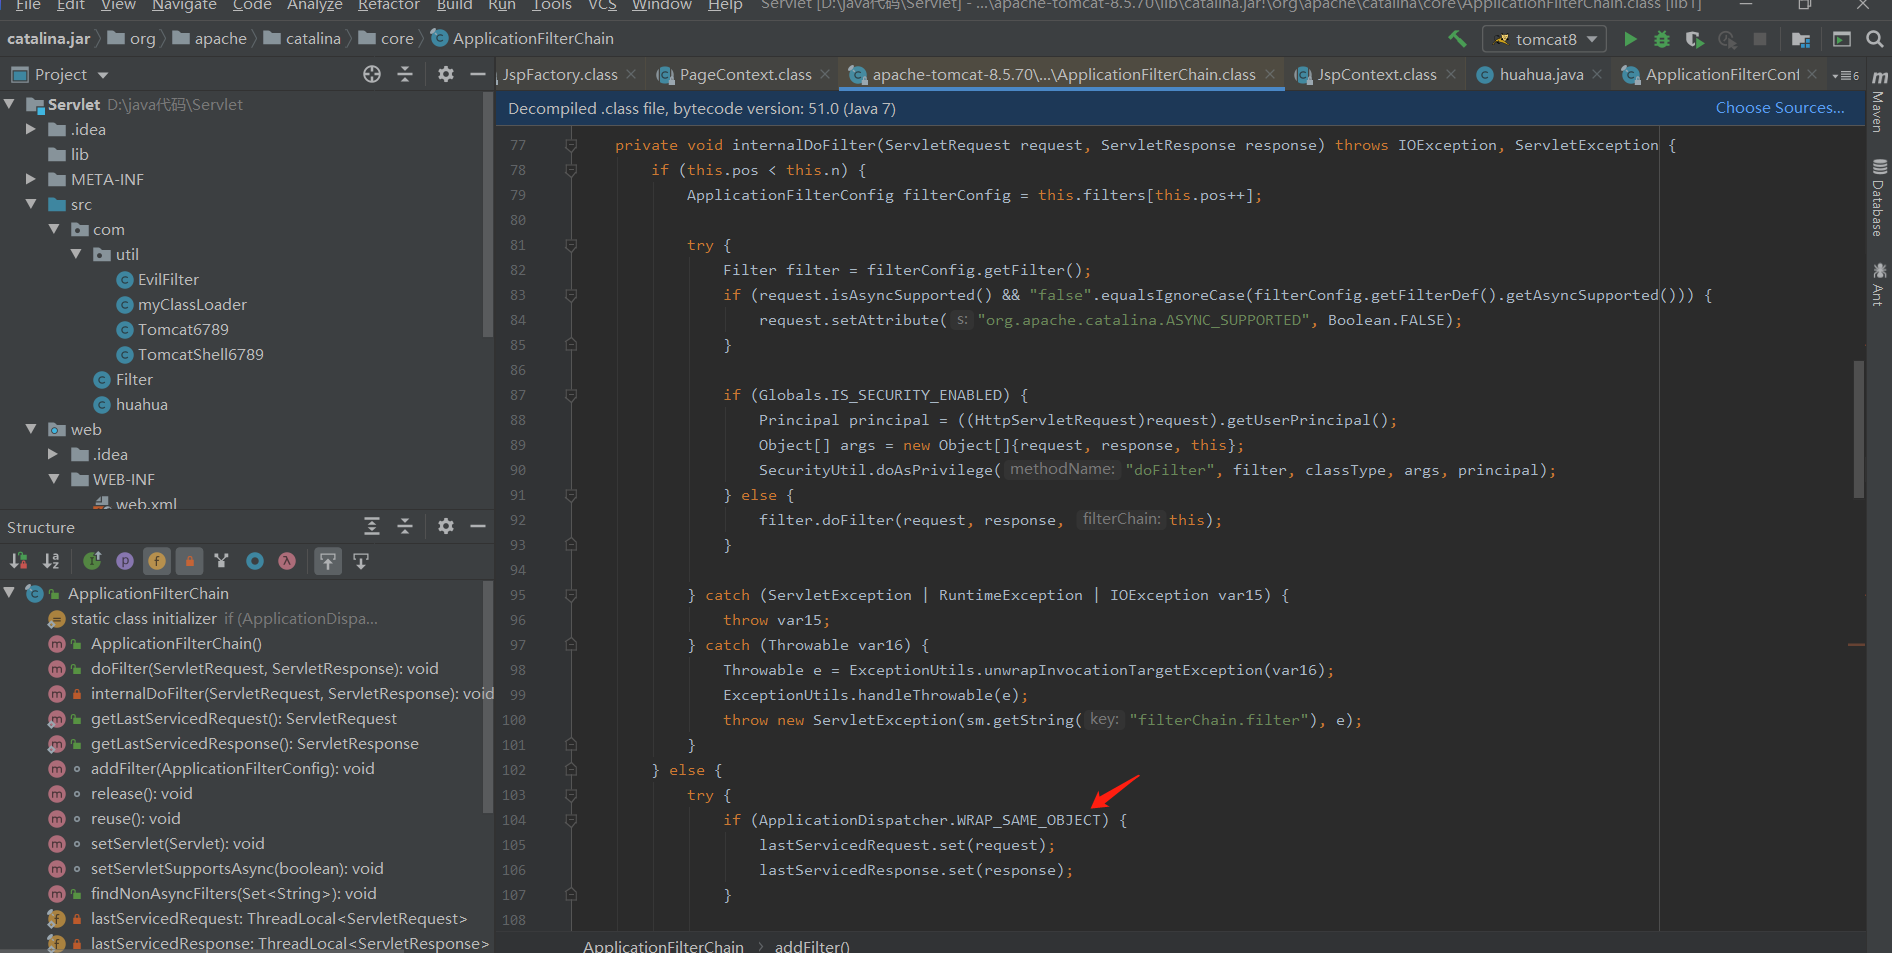 File Edit View Navigate Code Analyze Refactor Build Run Tools VCS Window Help Servlet [D:\java代码\Servlet] - ...\apache-tomcat-8.5.70\lib\catalina.jar!\org\apache\catalina\core\ApplicationFilterChain.class [lib1]
catalina.jar org apache catalina core ApplicationFilterChain tomcat8
Project
JspFactory.class PageContext.class apache-tomcat-8.5.70\...\ApplicationFilterChain.class JspContext.class huahua.java ApplicationFilterConf 6
Servlet D:\java代码\Servlet
.idea
lib
META-INF
src
com
util
EvilFilter
myClassLoader
Tomcat6789
TomcatShell6789
Filter
huahua
web
.idea
WEB-INF
web.xml
Structure
ApplicationFilterChain
static class initializer if (ApplicationDispa...
ApplicationFilterChain()
doFilter(ServletRequest, ServletResponse): void
internalDoFilter(ServletRequest, ServletResponse): void
getLastServicedRequest(): ServletRequest
getLastServicedResponse(): ServletResponse
addFilter(ApplicationFilterConfig): void
release(): void
reuse(): void
setServlet(Servlet): void
setServletSupportsAsync(boolean): void
findNonAsyncFilters(Set<String>): void
lastServicedRequest: ThreadLocal<ServletRequest>
lastServicedResponse: ThreadLocal<ServletResponse>
Decompiled .class file, bytecode version: 51.0 (Java 7) Choose Sources...
77 private void internalDoFilter(ServletRequest request, ServletResponse response) throws IOException, ServletException {
78 if (this.pos < this.n) {
79 ApplicationFilterConfig filterConfig = this.filters[this.pos++];
80
81 try {
82 Filter filter = filterConfig.getFilter();
83 if (request.isAsyncSupported() && "false".equalsIgnoreCase(filterConfig.getFilterDef().getAsyncSupported())) {
84 request.setAttribute( s: "org.apache.catalina.ASYNC_SUPPORTED", Boolean.FALSE);
85 }
86
87 if (Globals.IS_SECURITY_ENABLED) {
88 Principal principal = ((HttpServletRequest)request).getUserPrincipal();
89 Object[] args = new Object[]{request, response, this};
90 SecurityUtil.doAsPrivilege( methodName: "doFilter", filter, classType, args, principal);
91 } else {
92 filter.doFilter(request, response, filterChain: this);
93 }
94
95 } catch (ServletException | RuntimeException | IOException var15) {
96 throw var15;
97 } catch (Throwable var16) {
98 Throwable e = ExceptionUtils.unwrapInvocationTargetException(var16);
99 ExceptionUtils.handleThrowable(e);
100 throw new ServletException(sm.getString( key: "filterChain.filter"), e);
101 }
102 } else {
103 try {
104 if (ApplicationDispatcher.WRAP_SAME_OBJECT) {
105 lastServicedRequest.set(request);
106 lastServicedResponse.set(response);
107 }
108
ApplicationFilterChain addFilter()
Maven
Database
Ant